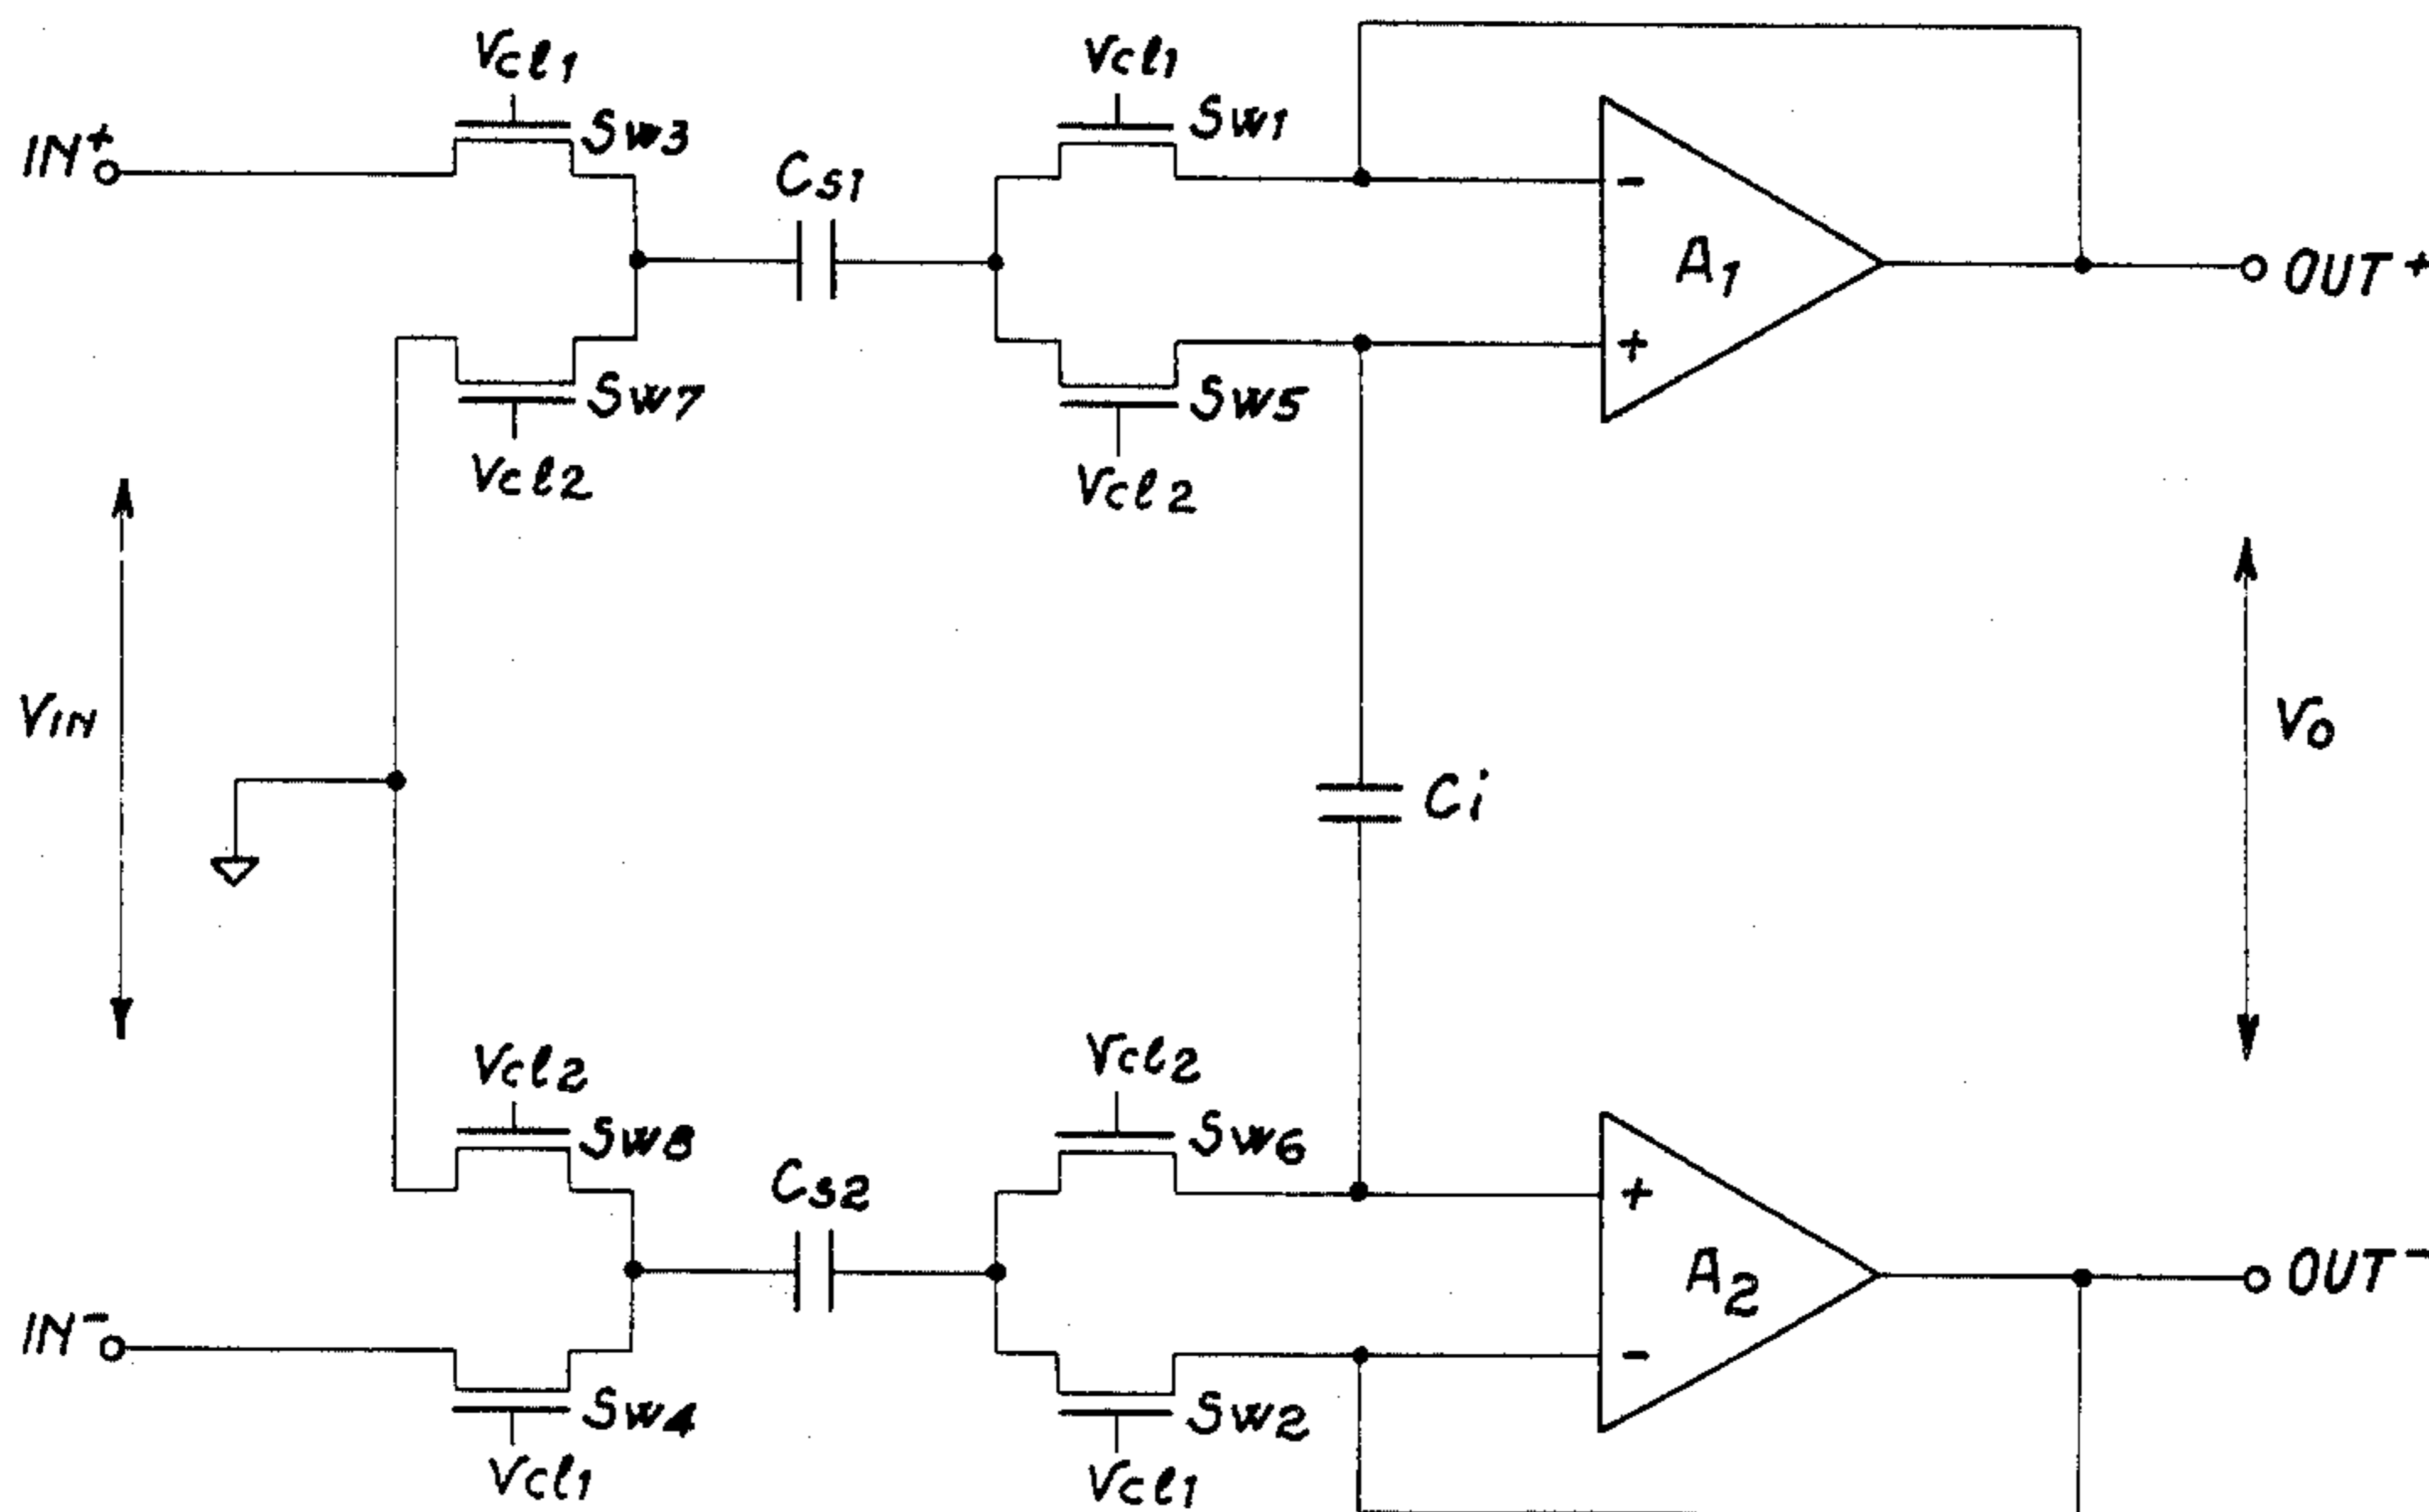 Vcl1
Vcl1
IN+
SW3
SW1
Cs1
-
A1
OUT+
+
SW7
SW5
Vcl2
Vcl2
VIN
Vo
Ci
Vcl2
Vcl2
SW8
SW6
Cs2
+
A2
OUT-
IN-
-
SW4
SW2
Vcl1
Vcl1